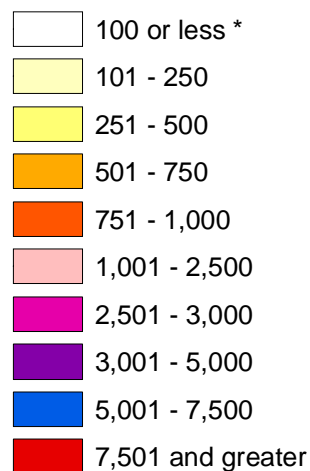 100 or less *
101 - 250
251 - 500
501 - 750
751 - 1,000
1,001 - 2,500
2,501 - 3,000
3,001 - 5,000
5,001 - 7,500
7,501 and greater